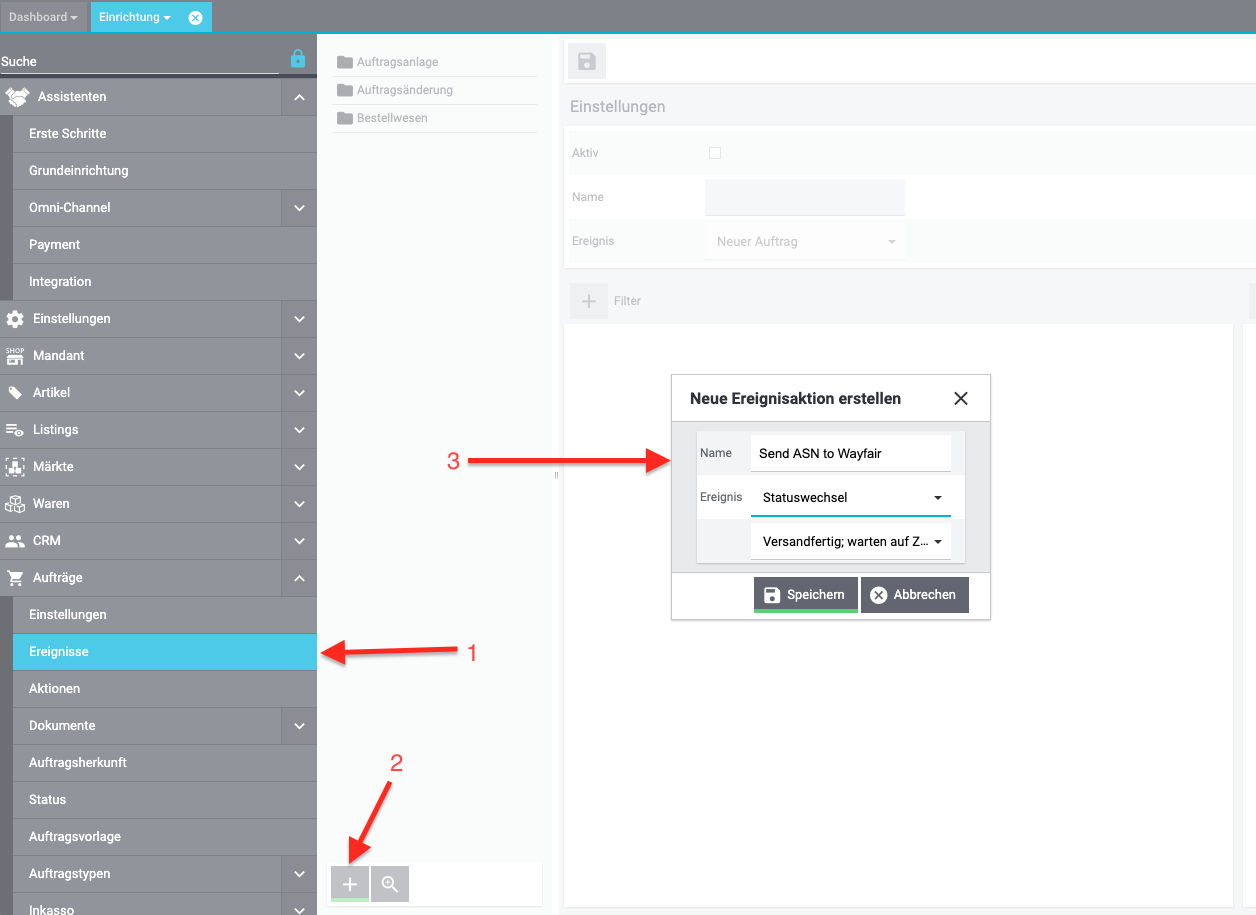 Dashboard
Einrichtung
Suche
Assistenten
Erste Schritte
Grundeinrichtung
Omni-Channel
Payment
Integration
Einstellungen
SHOP
Mandant
Artikel
Listings
Märkte
Waren
CRM
Aufträge
Einstellungen
Ereignisse
Aktionen
Dokumente
Auftragsherkunft
Status
Auftragsvorlage
Auftragstypen
Inkasso
Auftragsanlage
Auftragsänderung
Bestellwesen
Einstellungen
Aktiv
Name
Ereignis
Neuer Auftrag
Filter
Neue Ereignisaktion erstellen
Name
Send ASN to Wayfair
Ereignis
Statuswechsel
Versandfertig; warten auf Z...
Speichern
Abbrechen
1
2
3